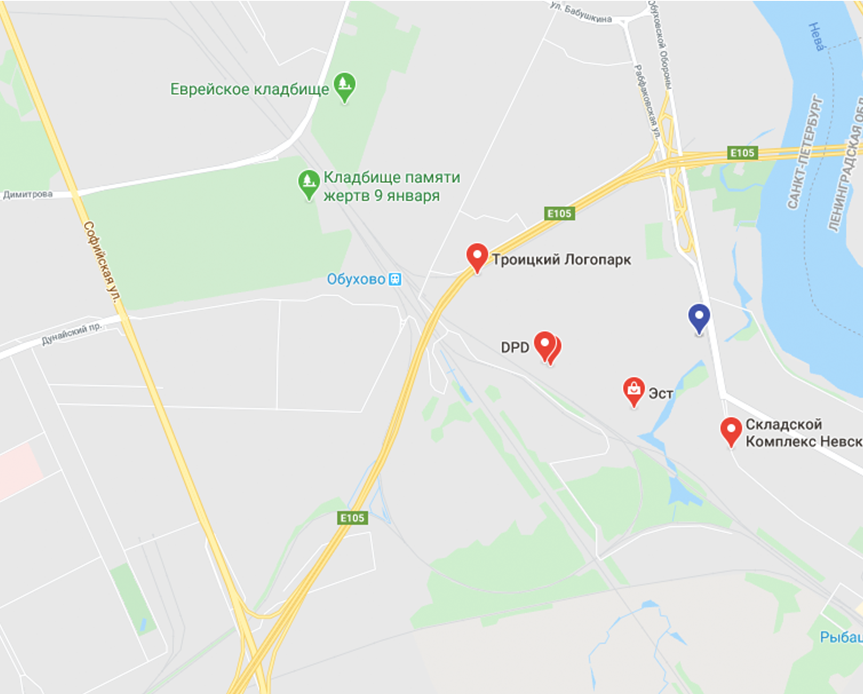 ул. Бабушкина
Обуховской Обороны
Нева
Рабфаковская ул.
Еврейское кладбище
САНКТ-ПЕТЕРБУРГ
ЛЕНИНГРАДСКАЯ ОБЛ
E105
Кладбище памяти
жертв 9 января
Димитрова
E105
Софийская ул.
Троицкий Логопарк
Обухово
Дунайский пр.
DPD
Эст
Складской
Комплекс Невск
E105
Рыбац